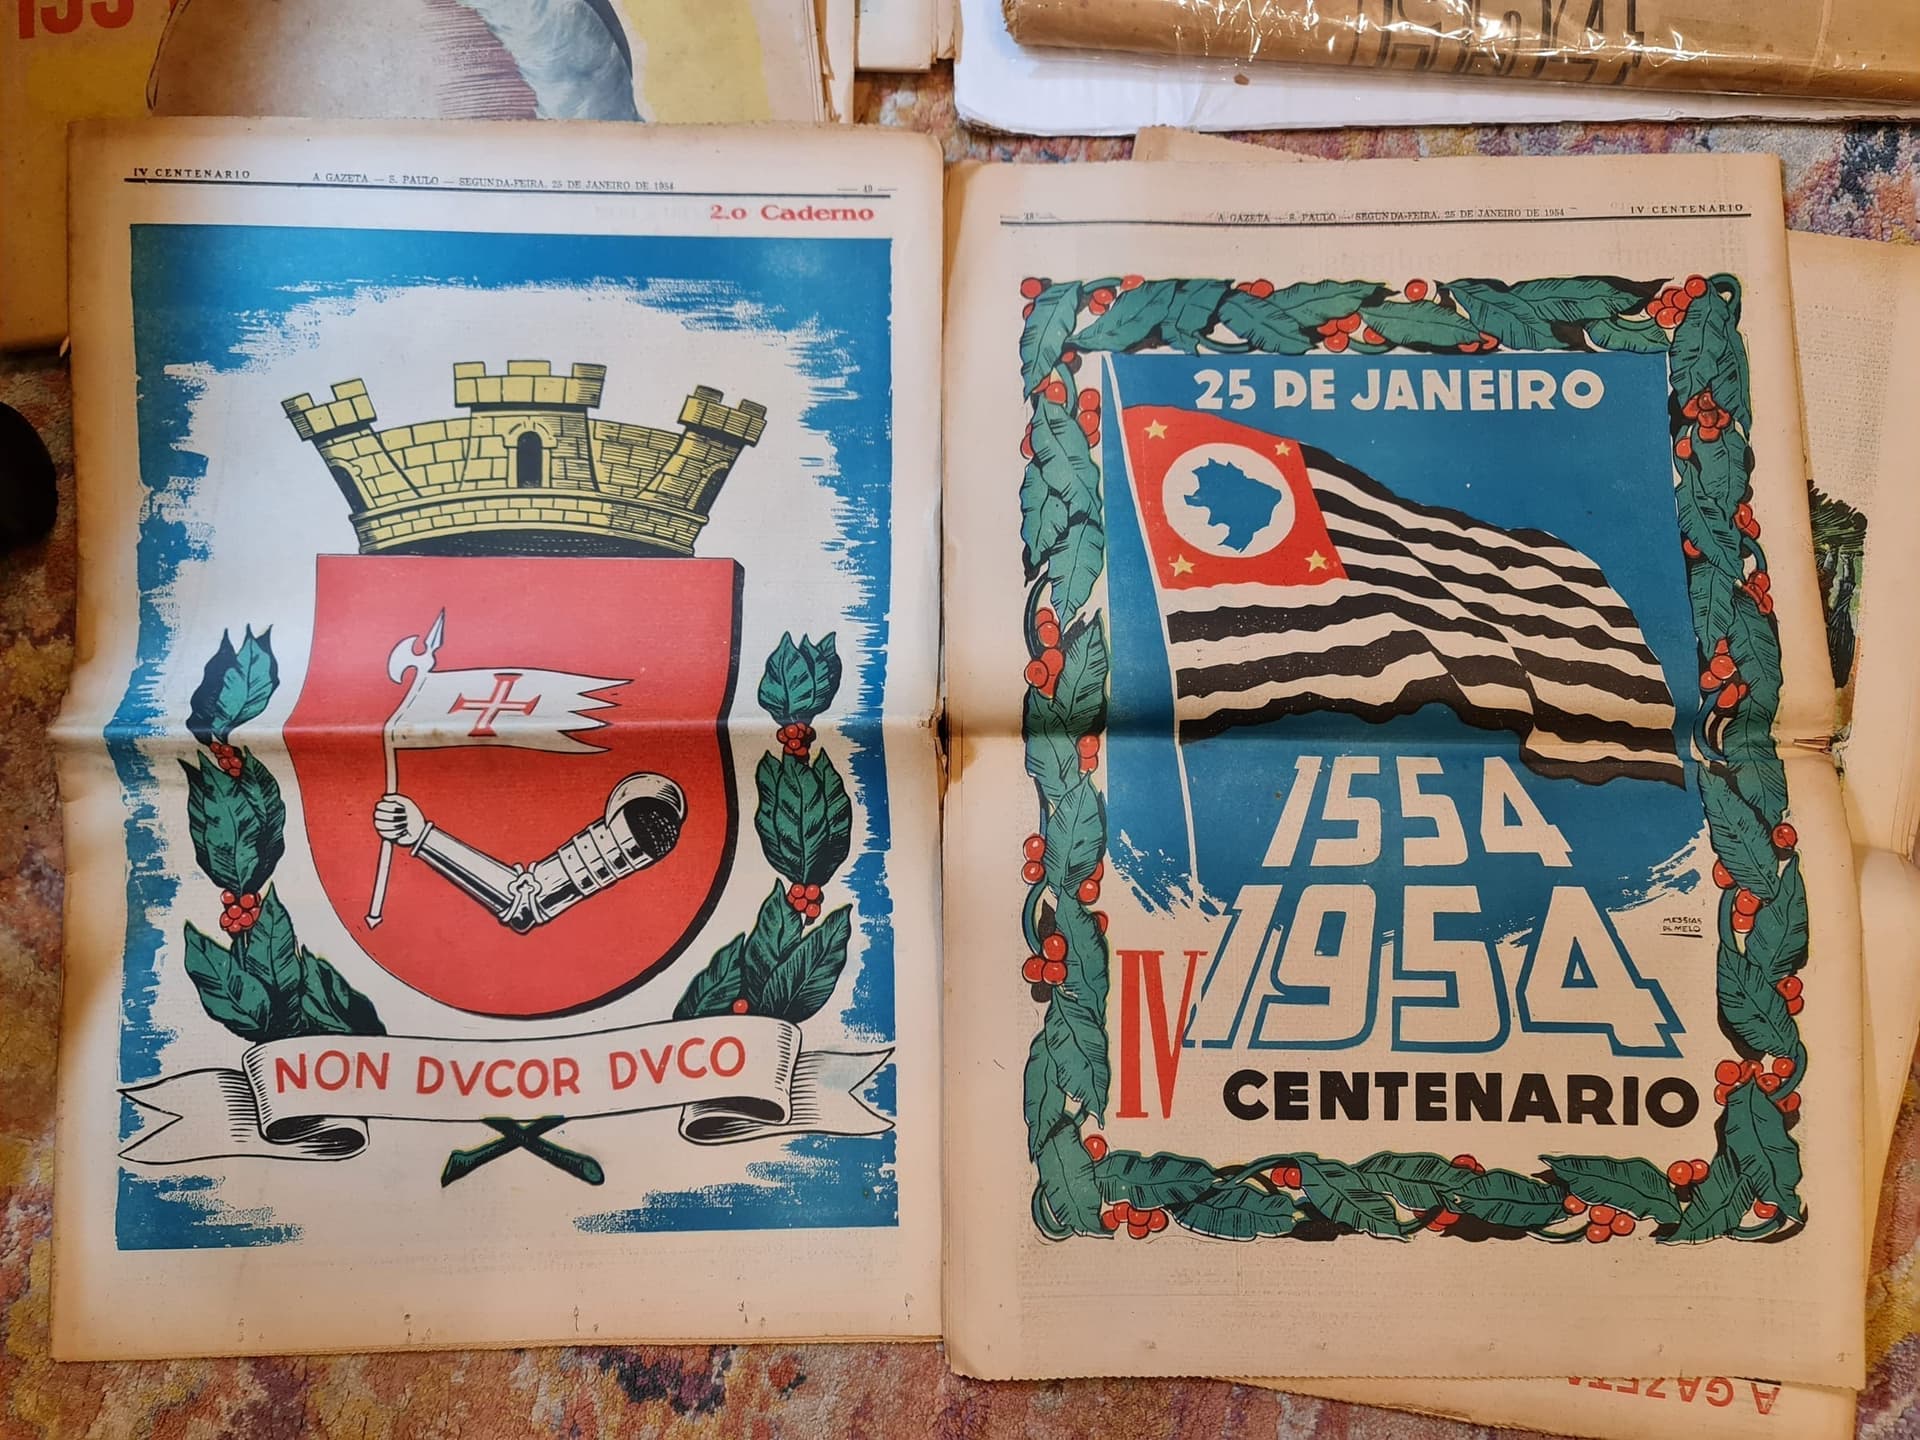 IV CENTENARIO
A GAZETA — S. PAULO — SEGUNDA-FEIRA, 25 DE JANEIRO DE 1954
49
2.o Caderno
NON DVCOR DVCO
48
A GAZETA — S. PAULO — SEGUNDA-FEIRA, 25 DE JANEIRO DE 1954
IV CENTENARIO
25 DE JANEIRO
1554
1954
IV
CENTENARIO
MESSIAS
DE MELO
A GAZETA